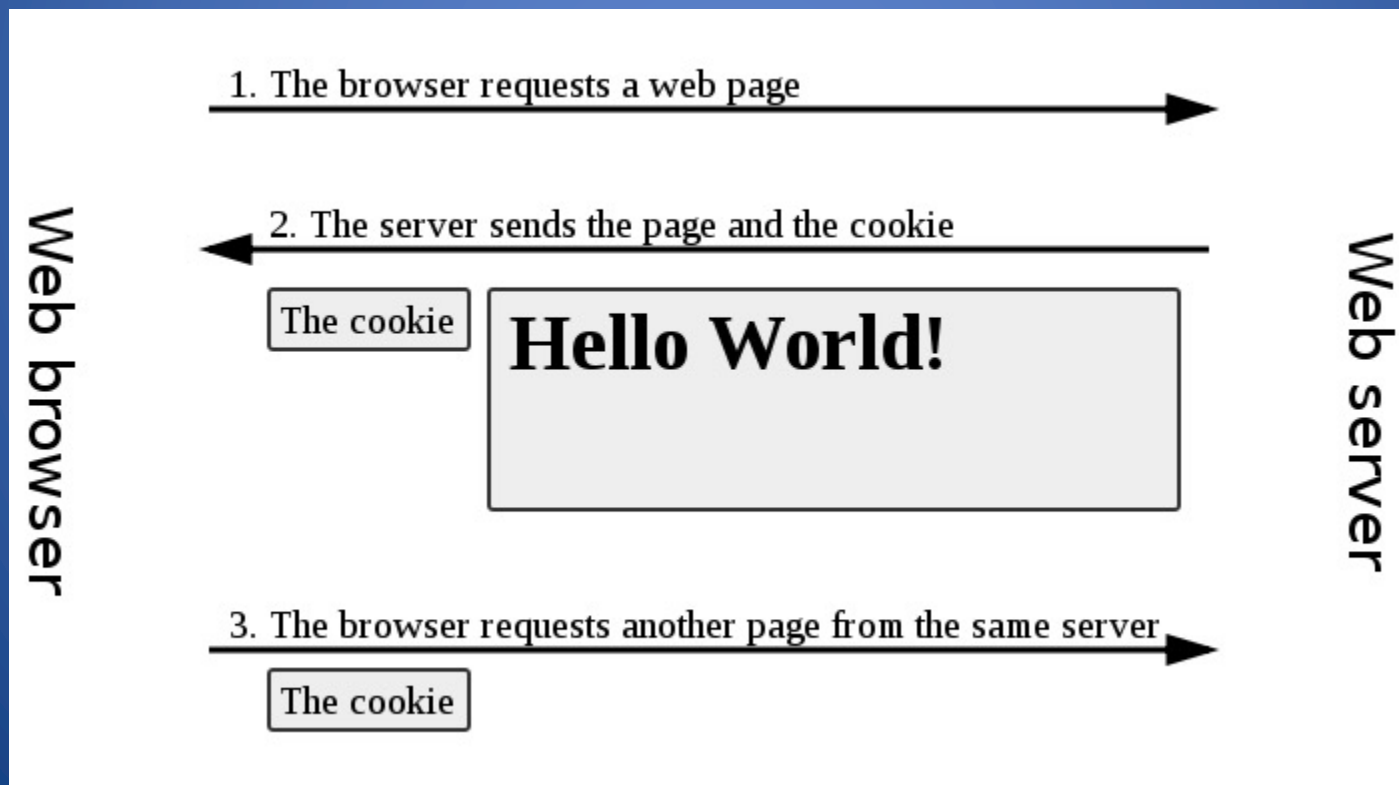 1. The browser requests a web page
2. The server sends the page and the cookie
Web browser
The cookie
Hello World!
Web server
3. The browser requests another page from the same server
The cookie